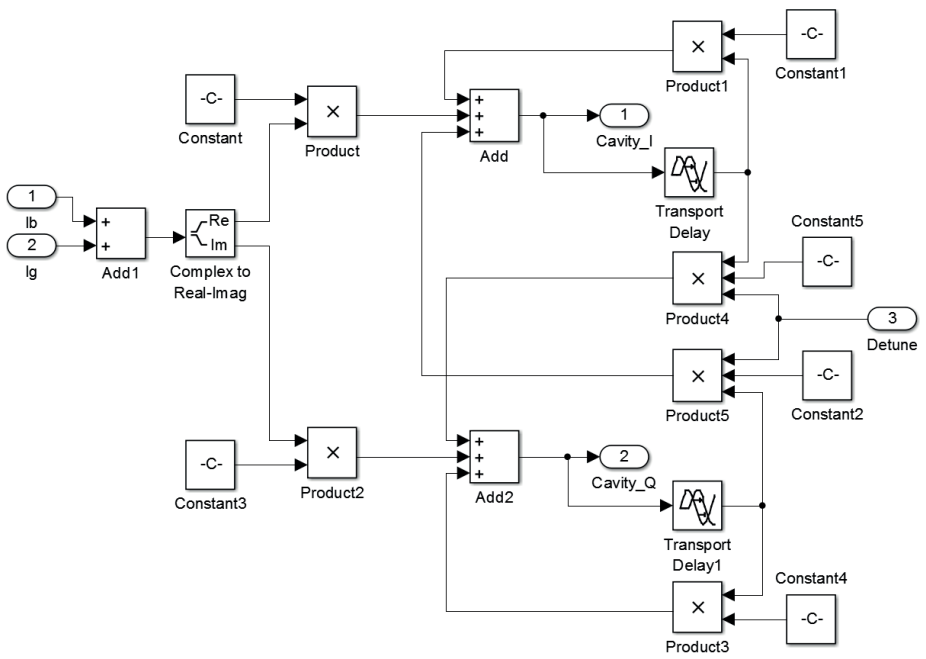 -C-
Constant1
×
Product1
-C-
Constant
×
Product
+
+
+
Add
1
Cavity_I
Transport
Delay
1
Ib
2
Ig
+
+
Add1
Re
Im
Complex to
Real-Imag
Constant5
-C-
×
Product4
3
Detune
×
Product5
-C-
Constant2
-C-
Constant3
×
Product2
+
+
+
Add2
2
Cavity_Q
Transport
Delay1
Constant4
-C-
×
Product3